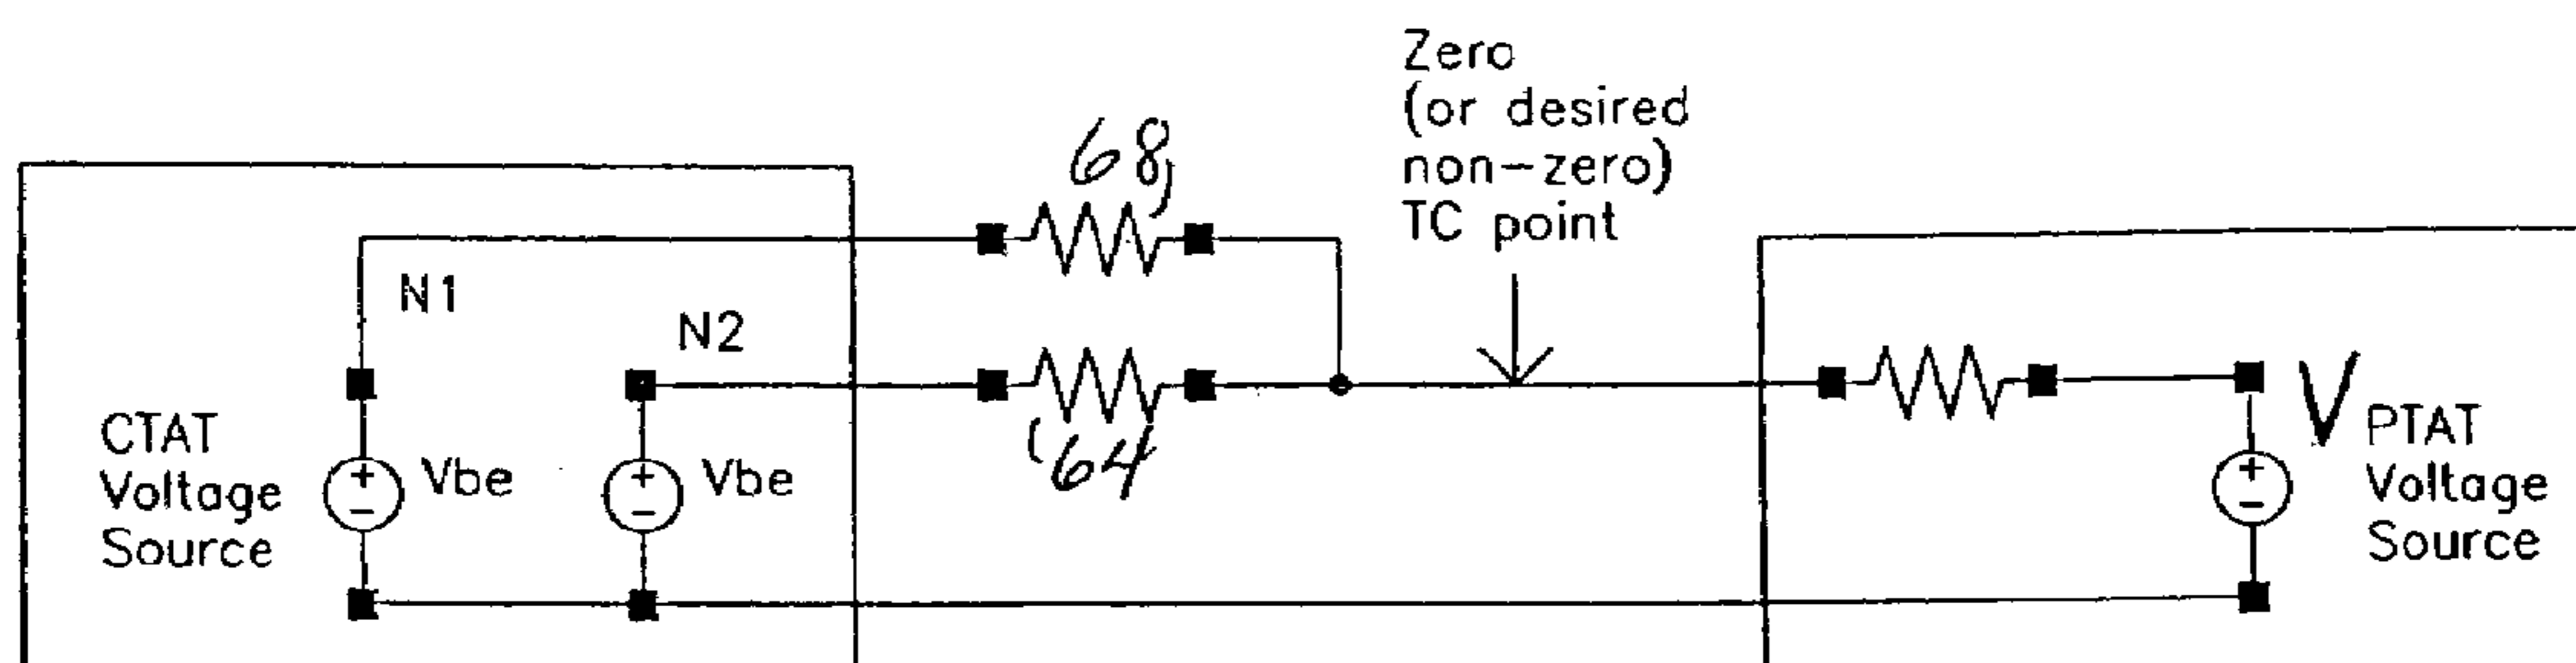 Zero
(or desired
non-zero)
TC point
68
N1
N2
64
CTAT
Voltage
Source
+
-
Vbe
+
-
Vbe
V
PTAT
Voltage
Source
+
-